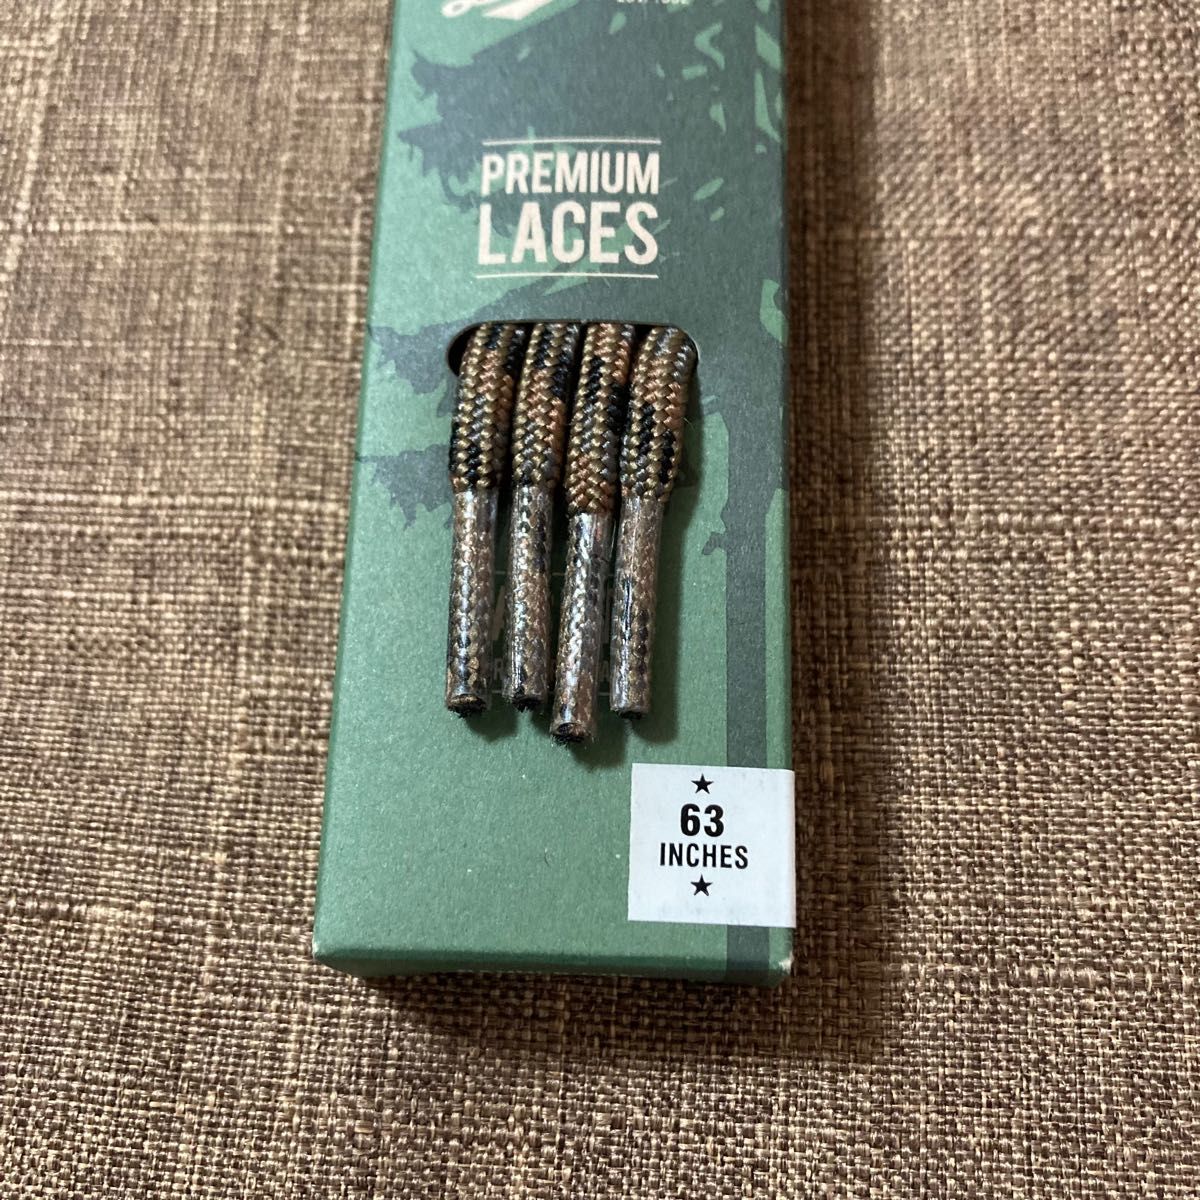 PREMIUM
LACES
★
63
INCHES
★